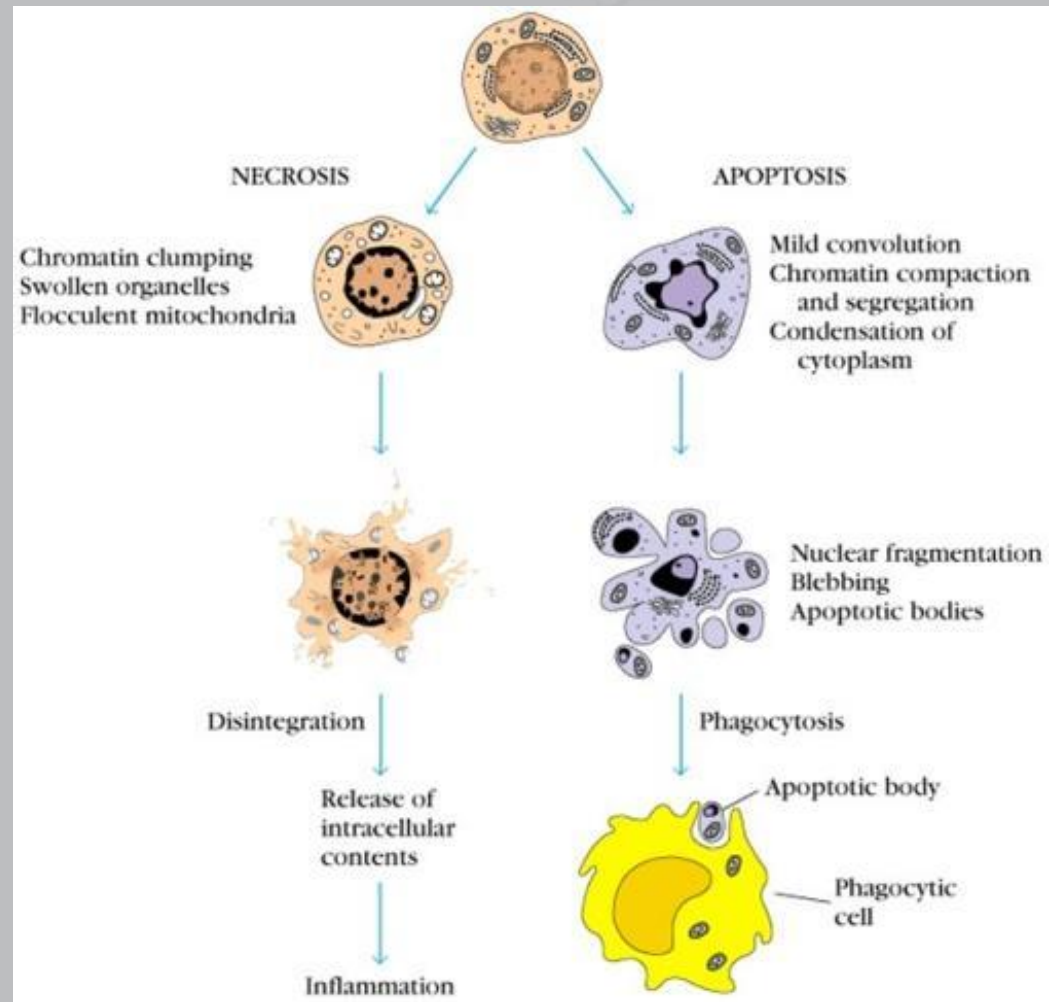 NECROSIS
APOPTOSIS
Chromatin clumping
Swollen organelles
Flocculent mitochondria
Mild convolution
Chromatin compaction
and segregation
Condensation of
cytoplasm
Nuclear fragmentation
Blebbing
Apoptotic bodies
Disintegration
Phagocytosis
Release of
intracellular
contents
Apoptotic body
Phagocytic
cell
Inflammation